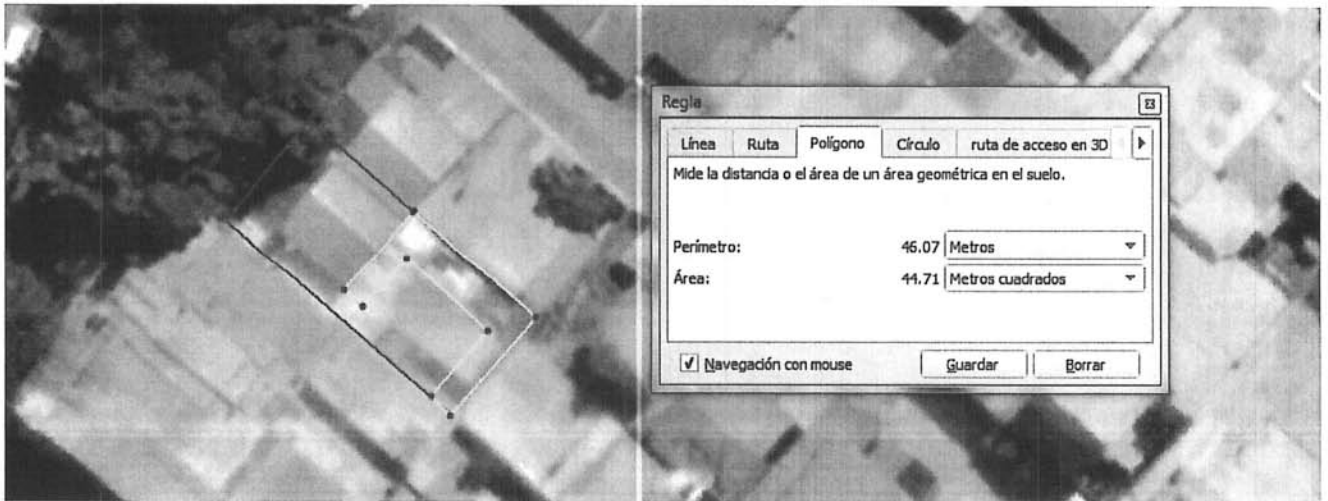 Regla
Línea Ruta Polígono Círculo ruta de acceso en 3D
Mide la distancia o el área de un área geométrica en el suelo.
Perímetro: 46.07 Metros
Área: 44.71 Metros cuadrados
Navegación con mouse Guardar Borrar